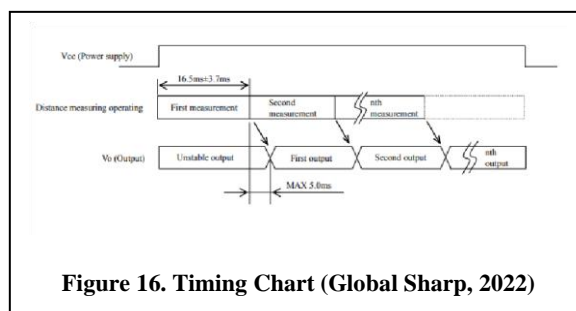 Vcc (Power supply)
16.5ms±3.7ms
Distance measuring operating
First measurement
Second
measurement
nth
measurement
Vo (Output)
Unstable output
First output
Second output
nth
output
MAX 5.0ms
Figure 16. Timing Chart (Global Sharp, 2022)